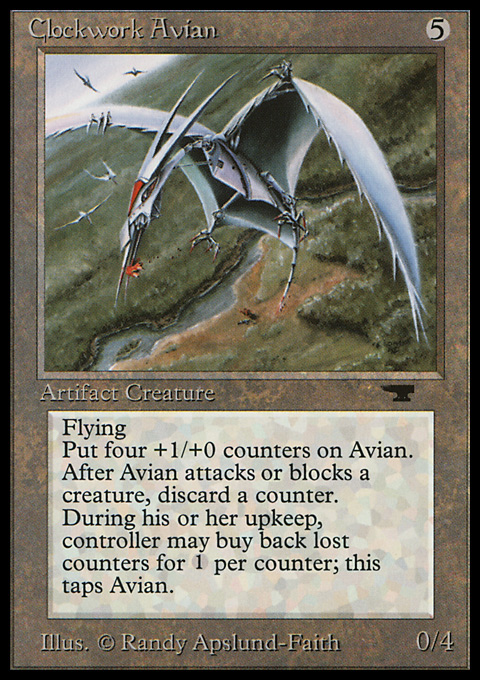 Clockwork Avian 5
Artifact Creature
Flying
Put four +1/+0 counters on Avian.
After Avian attacks or blocks a
creature, discard a counter.
During his or her upkeep,
controller may buy back lost
counters for 1 per counter; this
taps Avian.
Illus. © Randy Apslund-Faith 0/4